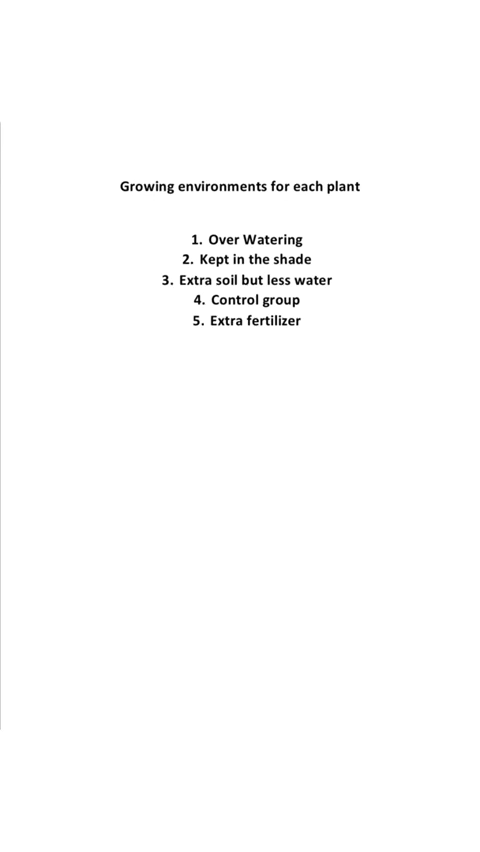 Growing environments for each plant
1. Over Watering
2. Kept in the shade
3. Extra soil but less water
4. Control group
5. Extra fertilizer